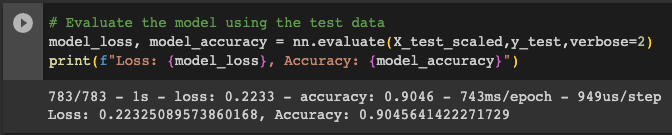 # Evaluate the model using the test data
model_loss, model_accuracy = nn.evaluate(X_test_scaled,y_test,verbose=2)
print(f"Loss: {model_loss}, Accuracy: {model_accuracy}")
783/783 - 1s - loss: 0.2233 - accuracy: 0.9046 - 743ms/epoch - 949us/step
Loss: 0.22325089573860168, Accuracy: 0.9045641422271729